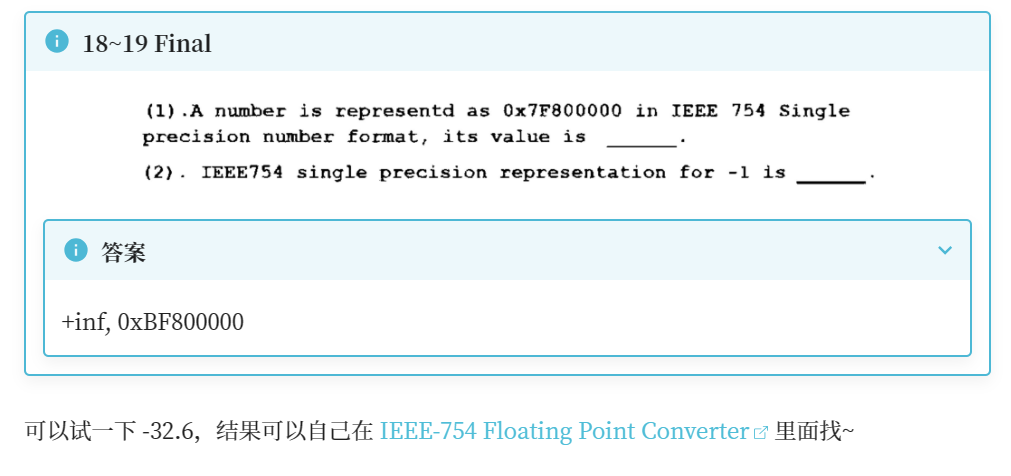 18~19 Final
(1).A number is representd as 0x7F800000 in IEEE 754 Single
precision number format, its value is ______.
(2). IEEE754 single precision representation for -1 is ______.
答案
+inf, 0xBF800000
可以试一下 -32.6，结果可以自己在 IEEE-754 Floating Point Converter 里面找~